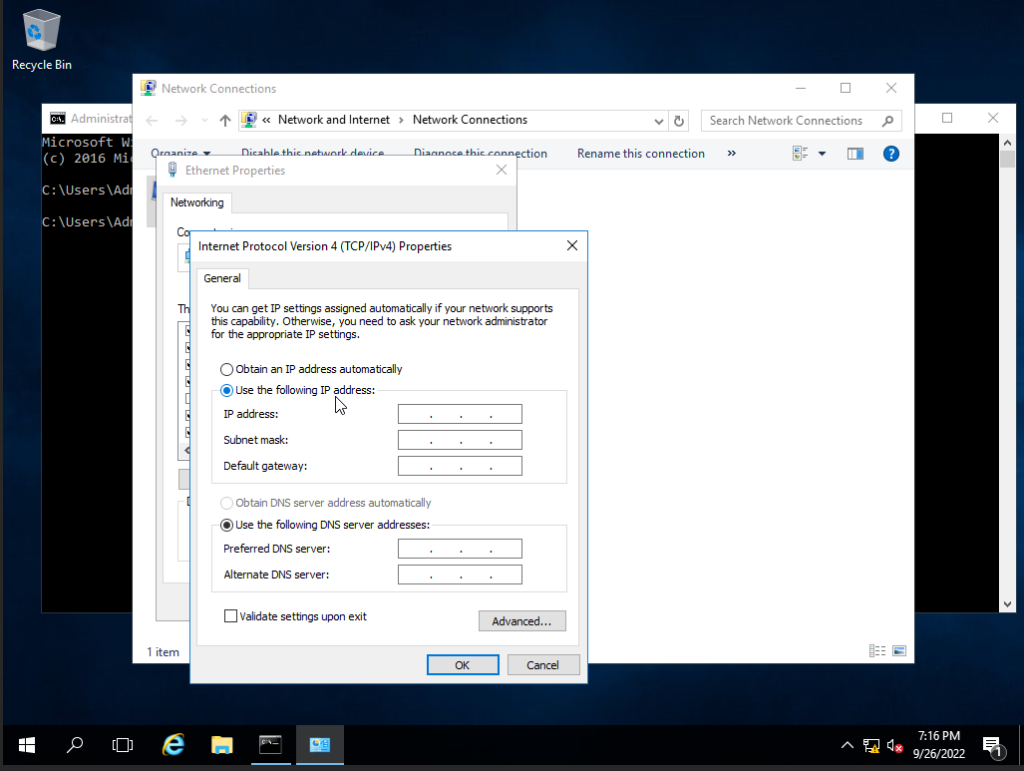 Recycle Bin
Network Connections
Administrat
Network and Internet
Network Connections
Search Network Connections
Microsoft Wi
(c) 2016 Mic
Organize
Disable this network device
Diagnose this connection
Rename this connection
»
Ethernet Properties
C:\Users\Adm
Networking
C:\Users\Adm
Internet Protocol Version 4 (TCP/IPv4) Properties
General
You can get IP settings assigned automatically if your network supports
this capability. Otherwise, you need to ask your network administrator
for the appropriate IP settings.
Obtain an IP address automatically
Use the following IP address:
IP address:
Subnet mask:
Default gateway:
Obtain DNS server address automatically
Use the following DNS server addresses:
Preferred DNS server:
Alternate DNS server:
Validate settings upon exit
Advanced...
OK
Cancel
1 item
7:16 PM
9/26/2022
1